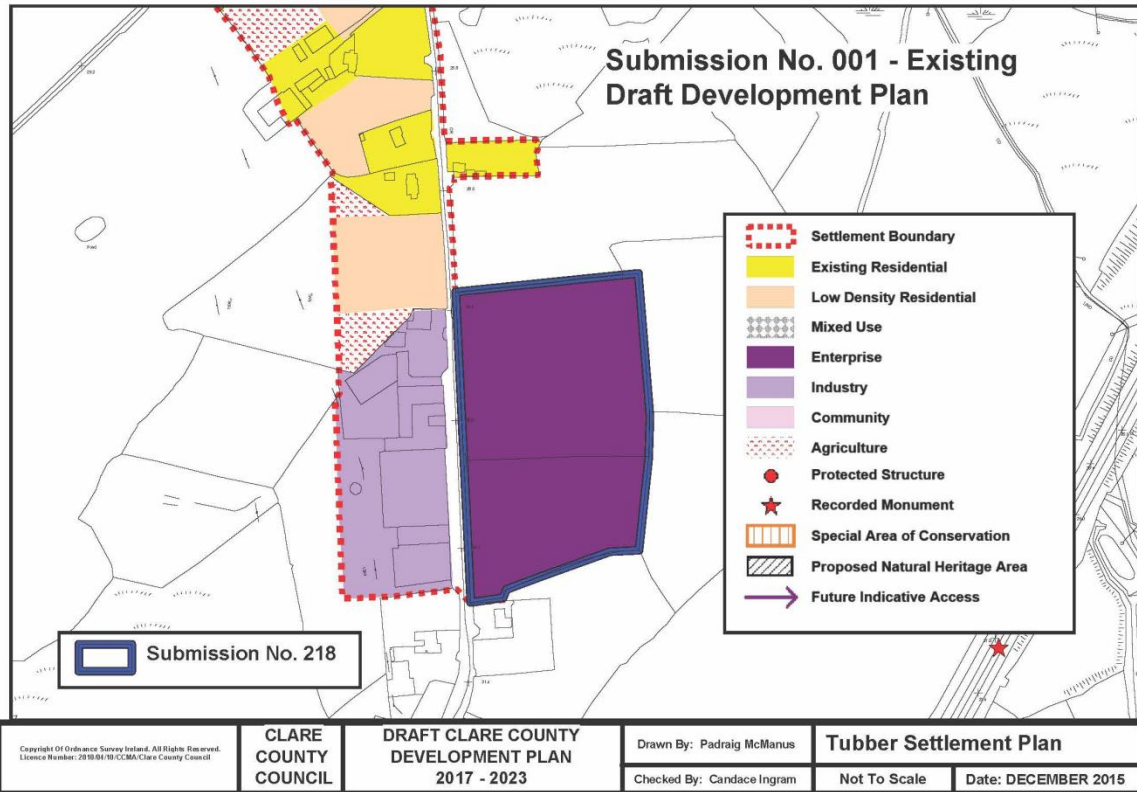 Submission No. 001 - Existing
Draft Development Plan
Settlement Boundary
Existing Residential
Low Density Residential
Mixed Use
Enterprise
Industry
Community
Agriculture
Protected Structure
Recorded Monument
Special Area of Conservation
Proposed Natural Heritage Area
Future Indicative Access
Submission No. 218
Copyright Of Ordnance Survey Ireland. All Rights Reserved.
Licence Number: 2010/04/10/CCMA/Clare County Council
CLARE
COUNTY
COUNCIL
DRAFT CLARE COUNTY
DEVELOPMENT PLAN
2017 - 2023
Drawn By: Padraig McManus
Checked By: Candace Ingram
Tubber Settlement Plan
Not To Scale
Date: DECEMBER 2015